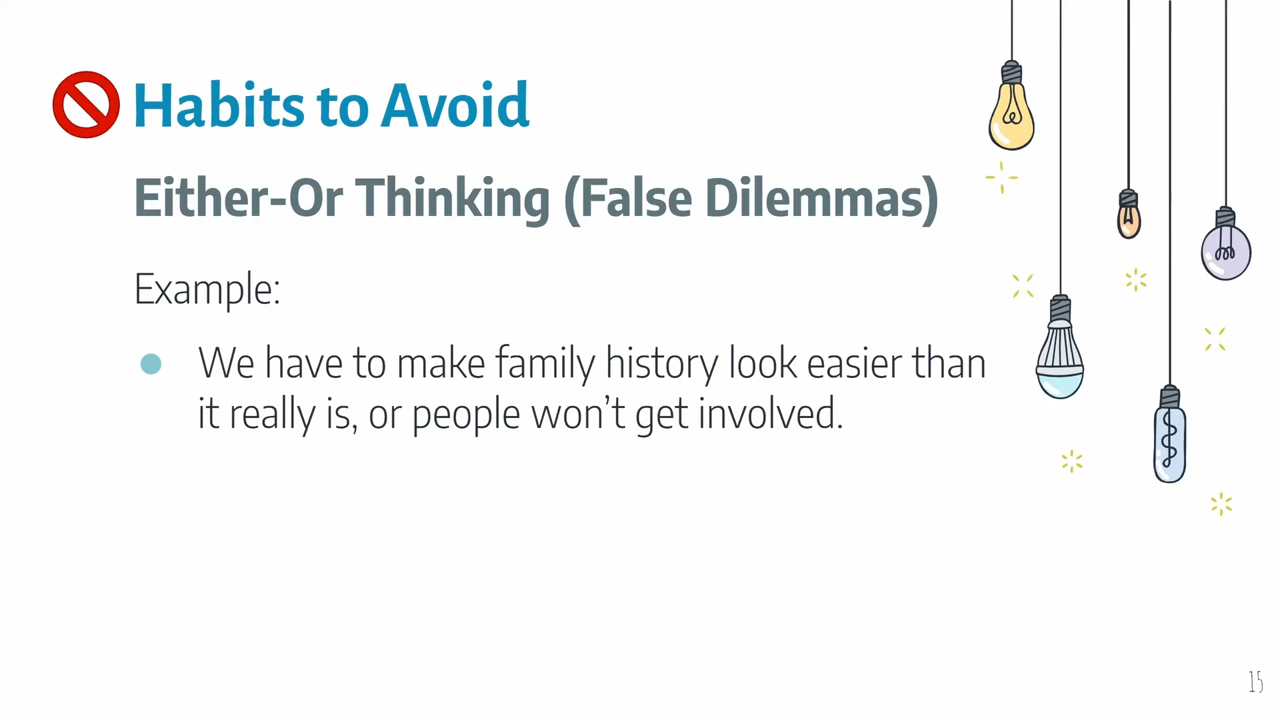 Habits to Avoid
Either-Or Thinking (False Dilemmas)
Example:
● We have to make family history look easier than
it really is, or people won’t get involved.
15